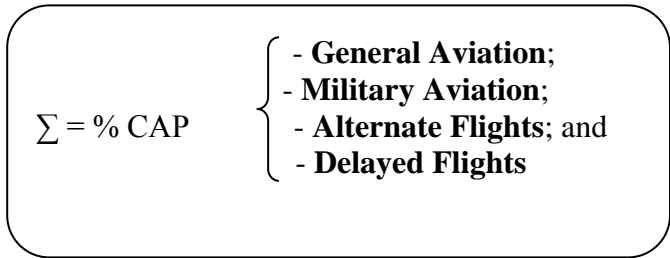 - General Aviation;
- Military Aviation;
∑ = % CAP
- Alternate Flights; and
- Delayed Flights